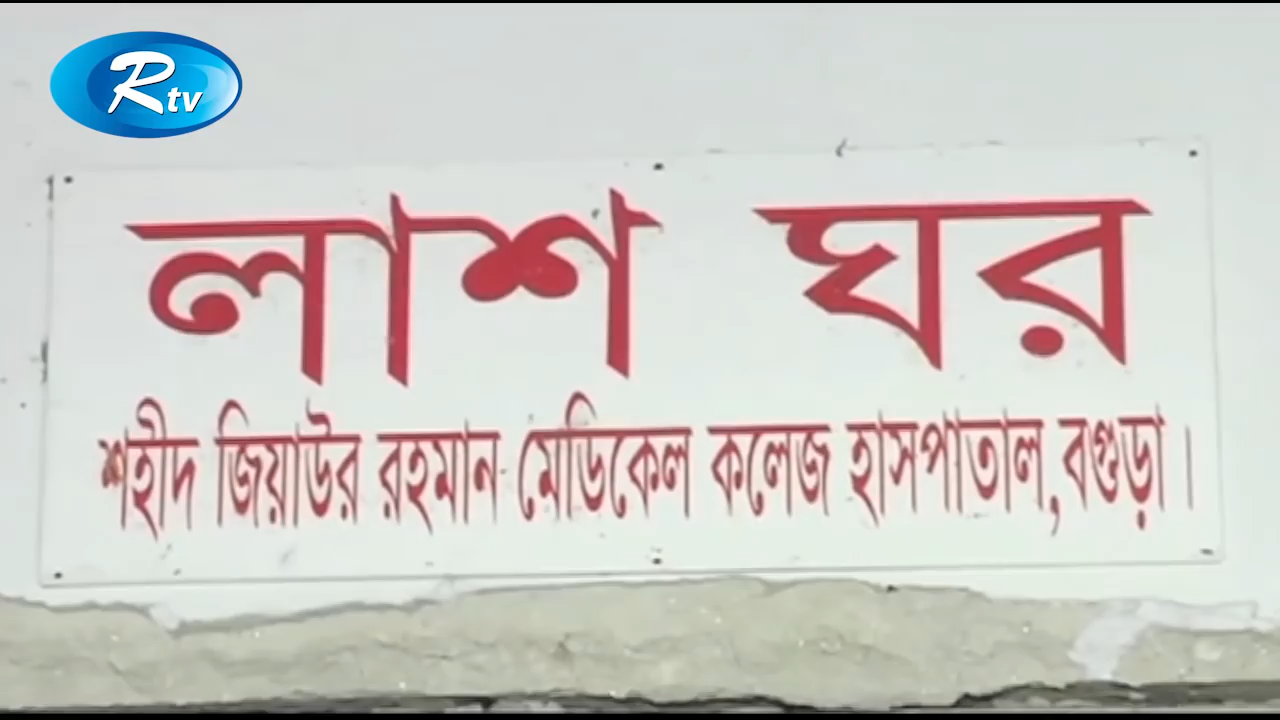 Rtv
লাশ ঘর
শহীদ জিয়াউর রহমান মেডিকেল কলেজ হাসপাতাল, বগুড়া।